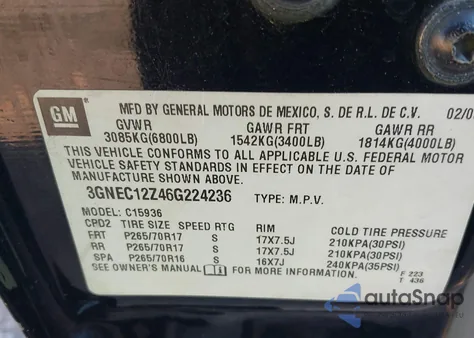 GM
MFD BY GENERAL MOTORS DE MEXICO, S. DE R.L. DE C.V. 02/0
GVWR GAWR FRT GAWR RR
3085KG(6800LB) 1542KG(3400LB) 1814KG(4000LB)
THIS VEHICLE CONFORMS TO ALL APPLICABLE U.S. FEDERAL MOTOR
VEHICLE SAFETY STANDARDS IN EFFECT ON THE DATE OF
MANUFACTURE SHOWN ABOVE.
3GNEC12Z46G224236 TYPE: M.P.V.
MODEL: C15936
CPD2 TIRE SIZE SPEED RTG RIM COLD TIRE PRESSURE
FRT P265/70R17 S 17X7.5J 210KPA(30PSI)
RR P265/70R17 S 17X7.5J 210KPA(30PSI)
SPA P265/70R16 S 16X7J 240KPA(35PSI)
SEE OWNER'S MANUAL FOR MORE INFORMATION. F 223
T 436
autoSnap